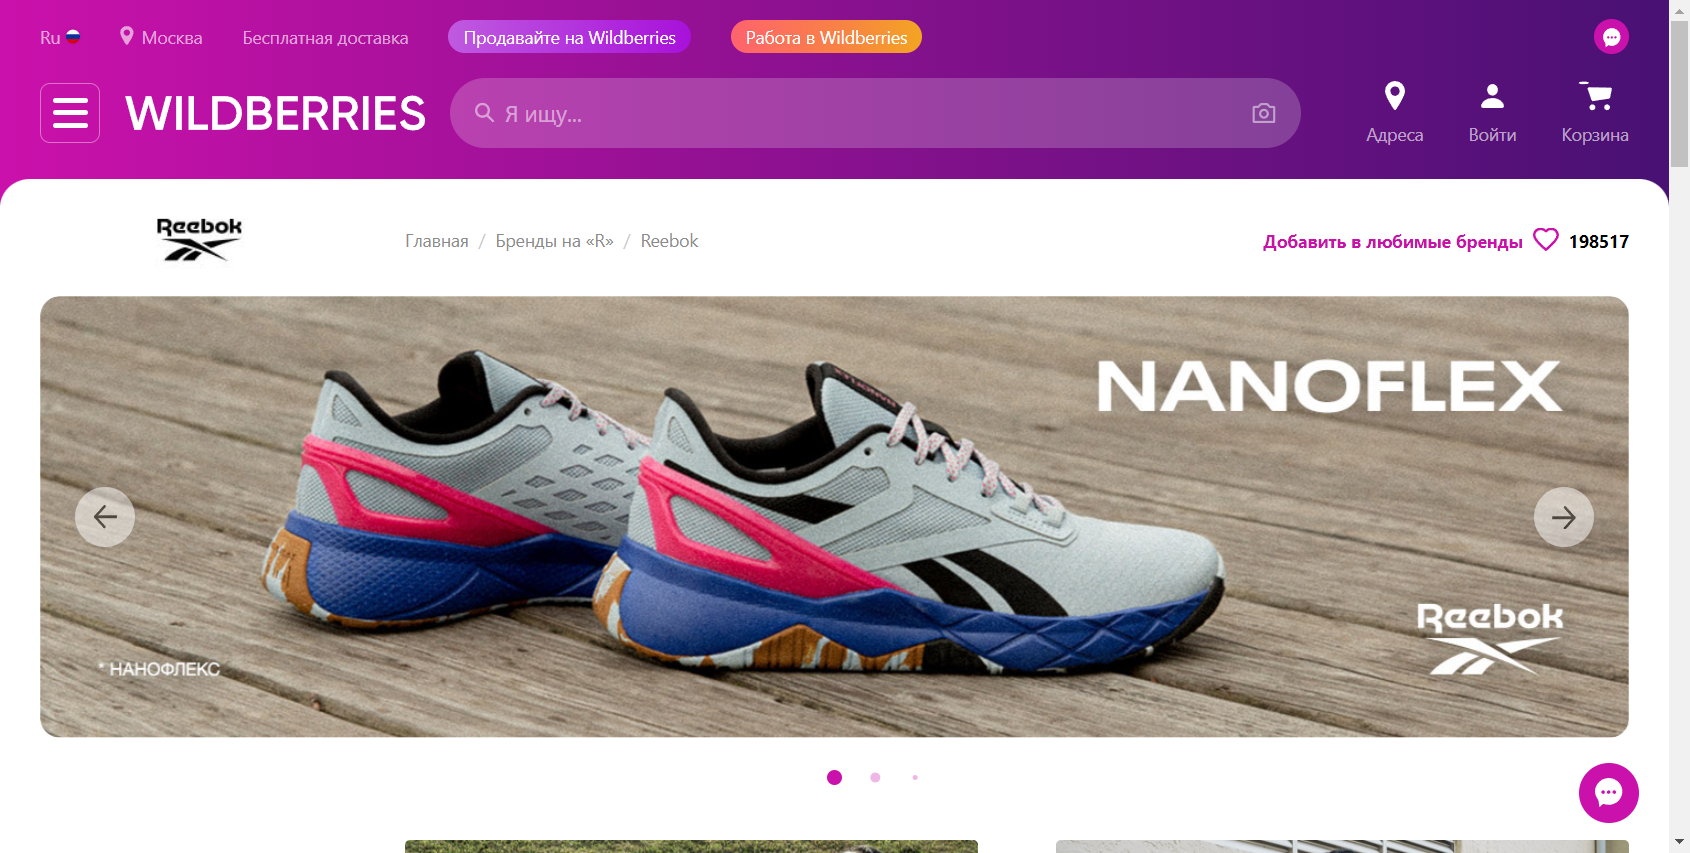 Ru
Москва
Бесплатная доставка
Продавайте на Wildberries
Работа в Wildberries
WILDBERRIES
Я ищу...
Адреса
Войти
Корзина
Reebok
Главная / Бренды на «R» / Reebok
Добавить в любимые бренды 198517
NANOFLEX
Reebok
* НАНОФЛЕКС